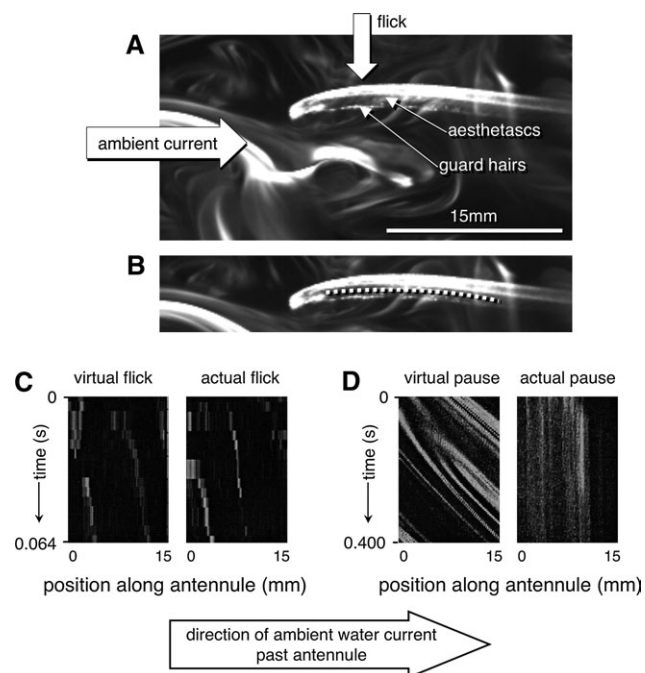 A
flick
ambient current
aesthetascs
guard hairs
15mm
B
C
virtual flick
actual flick
0
time (s)
0.064
0
15
0
15
position along antennule (mm)
D
virtual pause
actual pause
0
time (s)
0.400
0
15
0
15
position along antennule (mm)
direction of ambient water current
past antennule